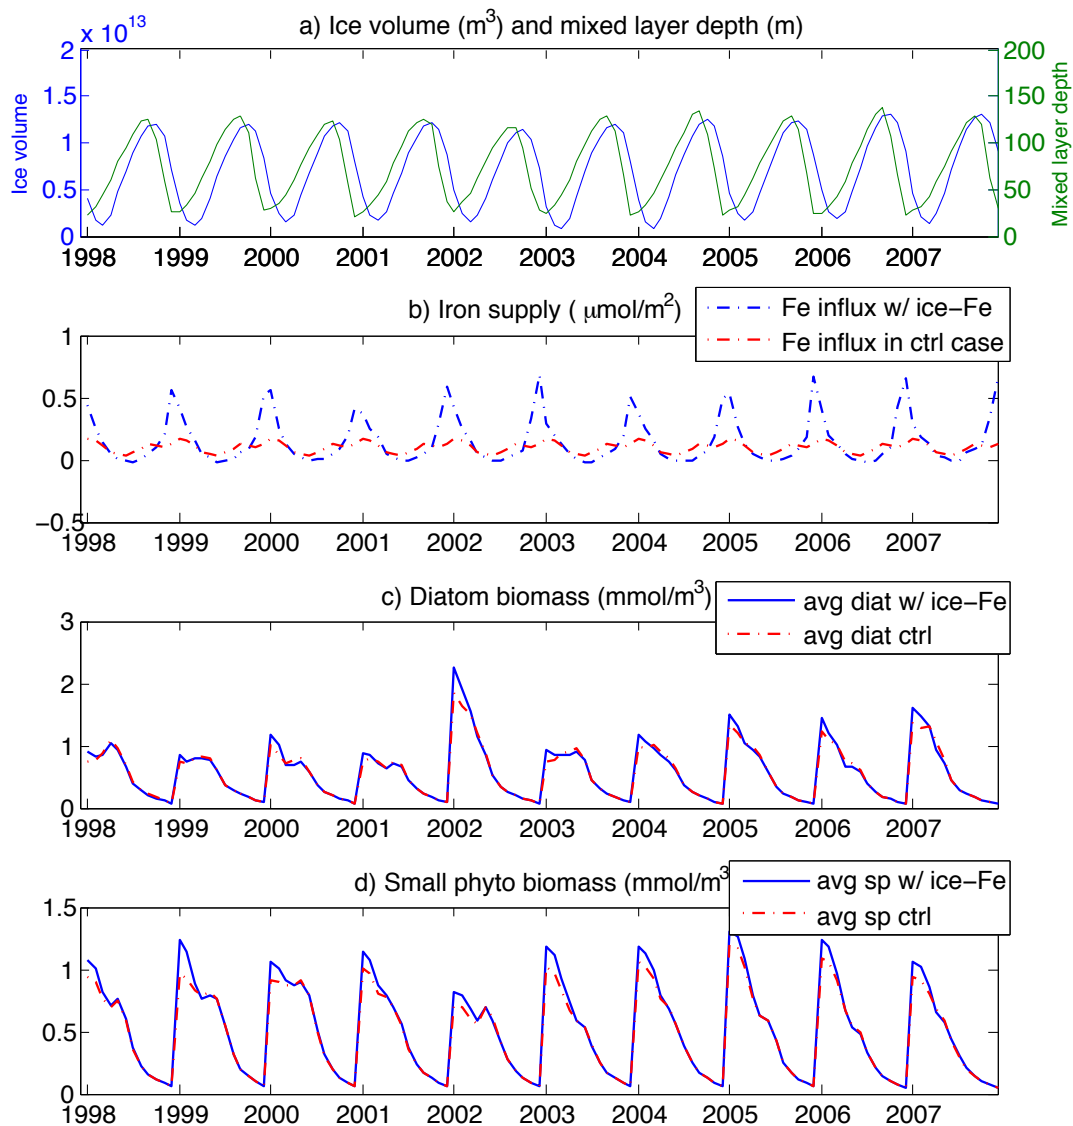 a) Ice volume (m³) and mixed layer depth (m)
x 10¹³
2
1.5
1
0.5
0
Ice volume
200
150
100
50
0
Mixed layer depth
1998 1999 2000 2001 2002 2003 2004 2005 2006 2007
b) Iron supply ( μmol/m²)
Fe influx w/ ice−Fe
Fe influx in ctrl case
1
0.5
0
−0.5
1998 1999 2000 2001 2002 2003 2004 2005 2006 2007
c) Diatom biomass (mmol/m³)
avg diat w/ ice−Fe
avg diat ctrl
3
2
1
0
1998 1999 2000 2001 2002 2003 2004 2005 2006 2007
d) Small phyto biomass (mmol/m³
avg sp w/ ice−Fe
avg sp ctrl
1.5
1
0.5
0
1998 1999 2000 2001 2002 2003 2004 2005 2006 2007